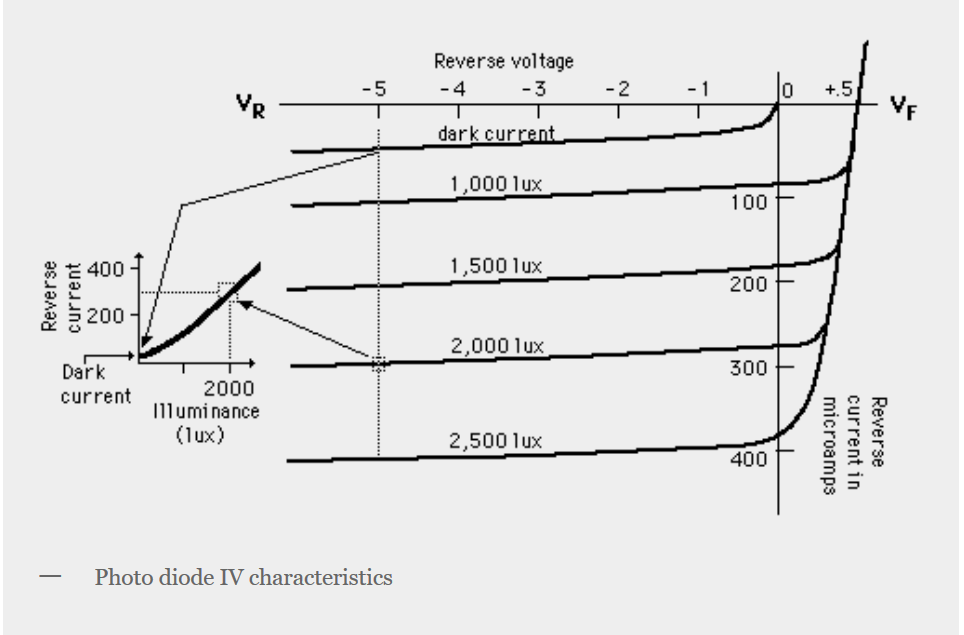 Reverse voltage
VR
-5 -4 -3 -2 -1 0 +.5
VF
dark current
1,000 lux
100
1,500 lux
200
2,000 lux
300
2,500 lux
400
Reverse
current in
microamps
Reverse
current
400
200
Dark
current
2000
Illuminance
(lux)
— Photo diode IV characteristics